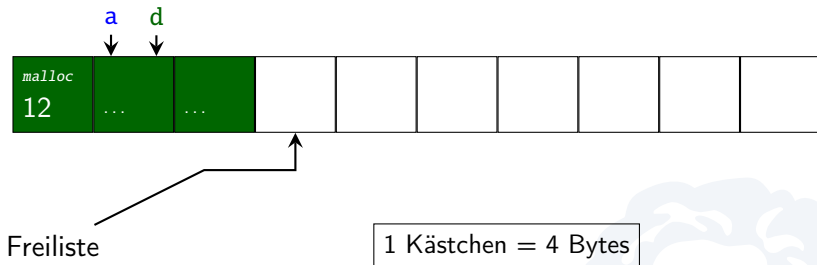 a d
malloc
12 ... ...
Freiliste
1 Kästchen = 4 Bytes